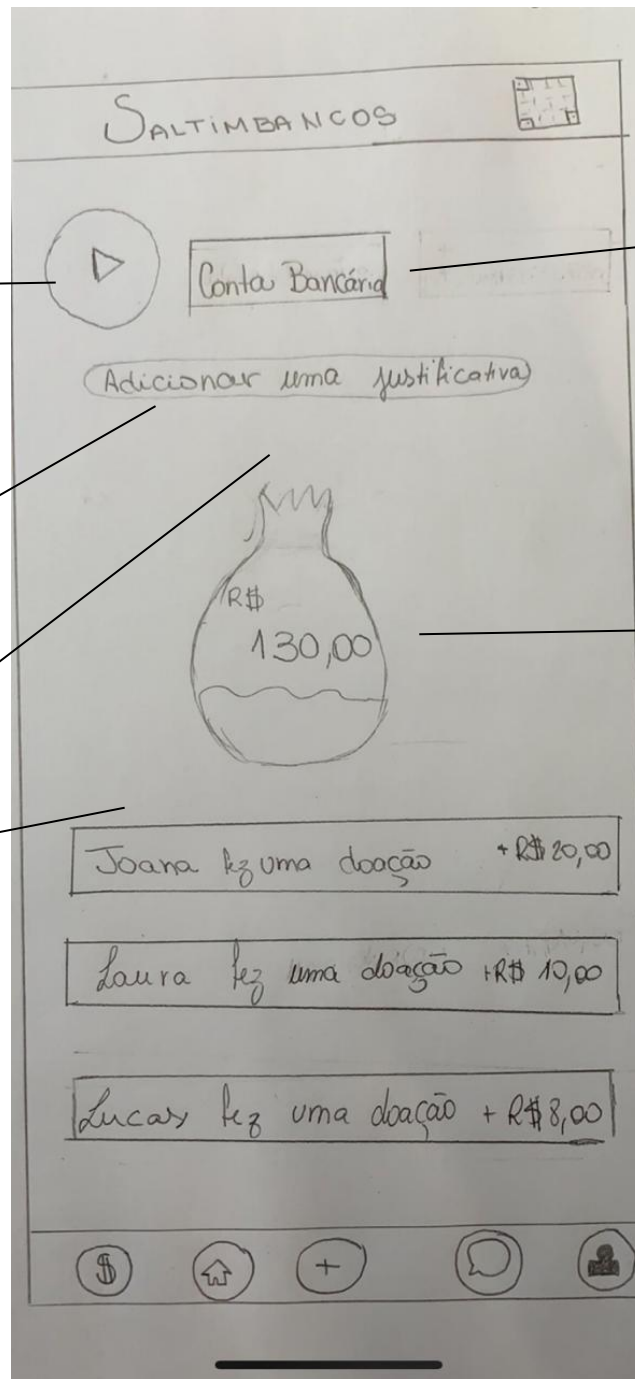 SALTIMBANCOS
Conta Bancária
Adicionar uma justificativa
R$
130,00
Joana fez uma doação + R$ 20,00
Laura fez uma doação +R$ 10,00
Lucas fez uma doação + R$ 8,00
$
+